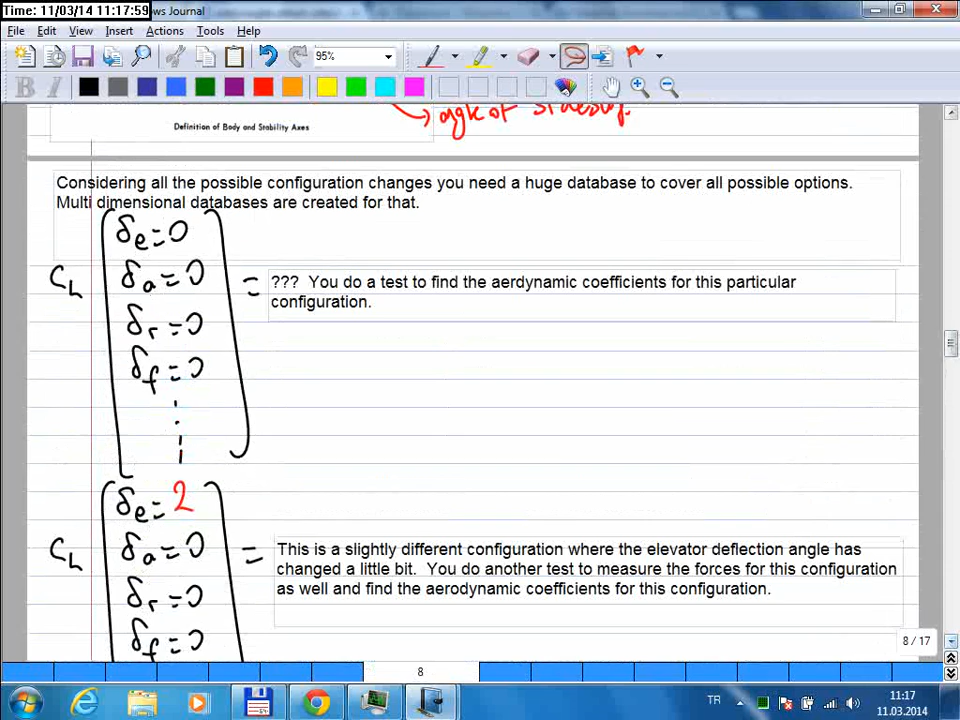 Time: 11/03/14 11:17:59
ws Journal
File Edit View Insert Actions Tools Help
95%
B I
angle of sideslip.
Definition of Body and Stability Axes
Considering all the possible configuration changes you need a huge database to cover all possible options.
Multi dimensional databases are created for that.
δe=0
CL δa=0 = ??? You do a test to find the aerdynamic coefficients for this particular
configuration.
δr=0
δf=0
δe=2
CL δa=0 = This is a slightly different configuration where the elevator deflection angle has
changed a little bit. You do another test to measure the forces for this configuration
as well and find the aerodynamic coefficients for this configuration.
δr=0
δf=0
8 / 17
8
TR
11:17
11.03.2014